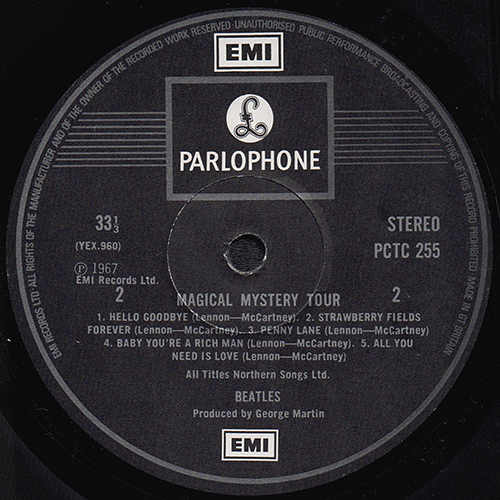 EMI
EMI RECORDS LTD ALL RIGHTS OF THE MANUFACTURER AND OF THE OWNER OF THE RECORDED WORK RESERVED UNAUTHORISED PUBLIC PERFORMANCE BROADCASTING AND COPYING OF THIS RECORD PROHIBITED MADE IN GT BRITAIN
£
PARLOPHONE
33⅓
STEREO
(YEX.960)
PCTC 255
℗ 1967
EMI Records Ltd.
2 MAGICAL MYSTERY TOUR 2
1. HELLO GOODBYE (Lennon—McCartney). 2. STRAWBERRY FIELDS
FOREVER (Lennon—McCartney). 3. PENNY LANE (Lennon—McCartney).
4. BABY YOU'RE A RICH MAN (Lennon—McCartney). 5. ALL YOU
NEED IS LOVE (Lennon—McCartney)
All Titles Northern Songs Ltd.
BEATLES
Produced by George Martin
EMI